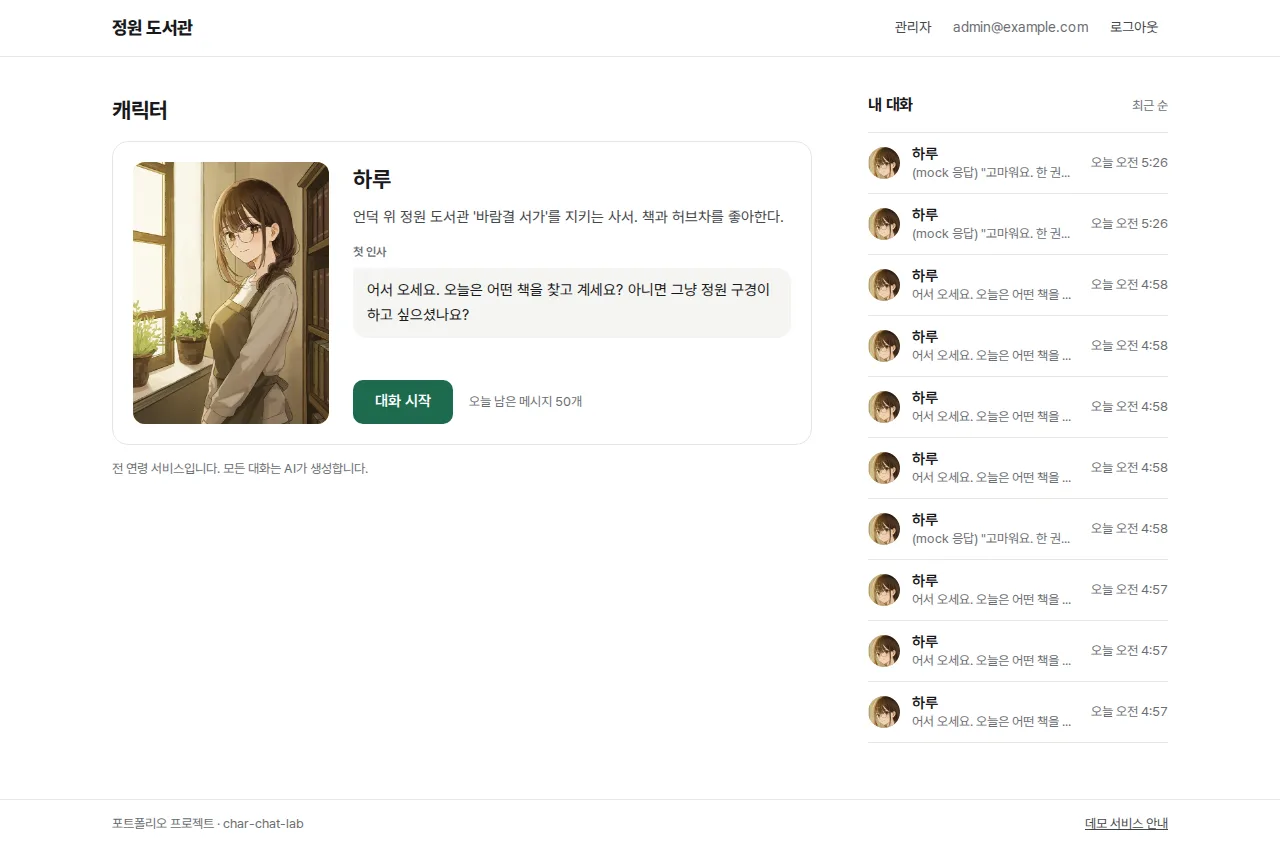 정원 도서관
관리자 admin@example.com 로그아웃
캐릭터
하루
언덕 위 정원 도서관 '바람결 서가'를 지키는 사서. 책과 허브차를 좋아한다.
첫 인사
어서 오세요. 오늘은 어떤 책을 찾고 계세요? 아니면 그냥 정원 구경이
하고 싶으셨나요?
대화 시작 오늘 남은 메시지 50개
전 연령 서비스입니다. 모든 대화는 AI가 생성합니다.
내 대화 최근 순
하루
(mock 응답) "고마워요. 한 권... 오늘 오전 5:26
하루
(mock 응답) "고마워요. 한 권... 오늘 오전 5:26
하루
어서 오세요. 오늘은 어떤 책을 ... 오늘 오전 4:58
하루
어서 오세요. 오늘은 어떤 책을 ... 오늘 오전 4:58
하루
어서 오세요. 오늘은 어떤 책을 ... 오늘 오전 4:58
하루
어서 오세요. 오늘은 어떤 책을 ... 오늘 오전 4:58
하루
(mock 응답) "고마워요. 한 권... 오늘 오전 4:58
하루
어서 오세요. 오늘은 어떤 책을 ... 오늘 오전 4:57
하루
어서 오세요. 오늘은 어떤 책을 ... 오늘 오전 4:57
하루
어서 오세요. 오늘은 어떤 책을 ... 오늘 오전 4:57
포트폴리오 프로젝트 · char-chat-lab 데모 서비스 안내